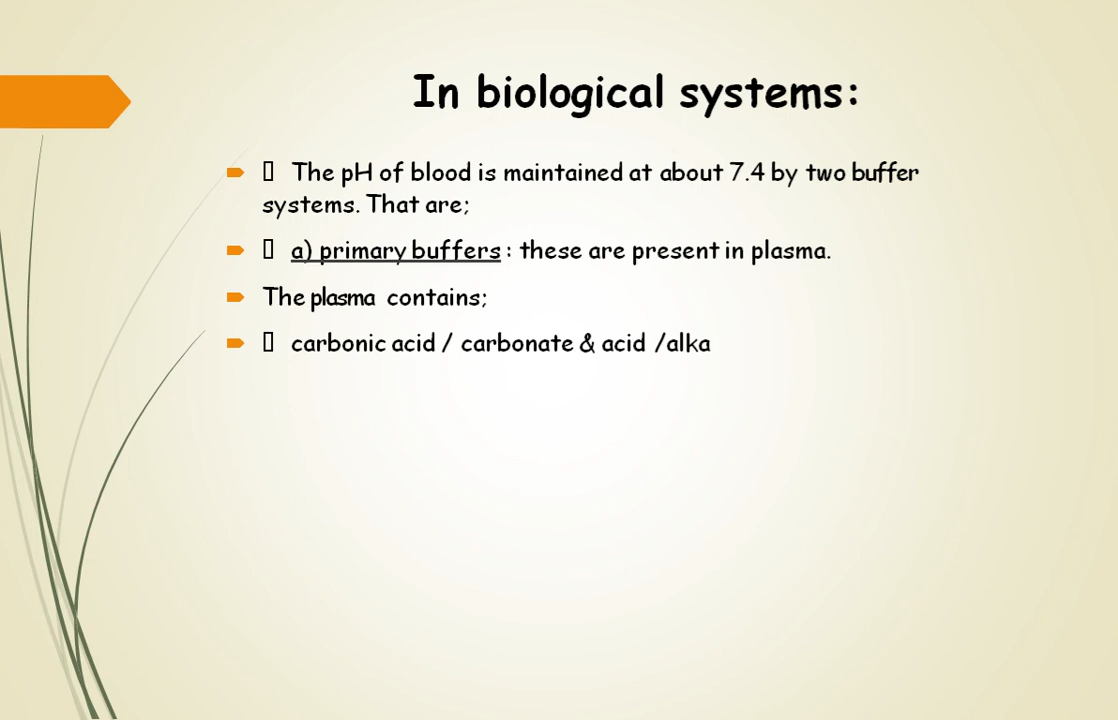 In biological systems:
▯ The pH of blood is maintained at about 7.4 by two buffer
systems. That are;
▯ a) primary buffers : these are present in plasma.
The plasma contains;
▯ carbonic acid / carbonate & acid /alka